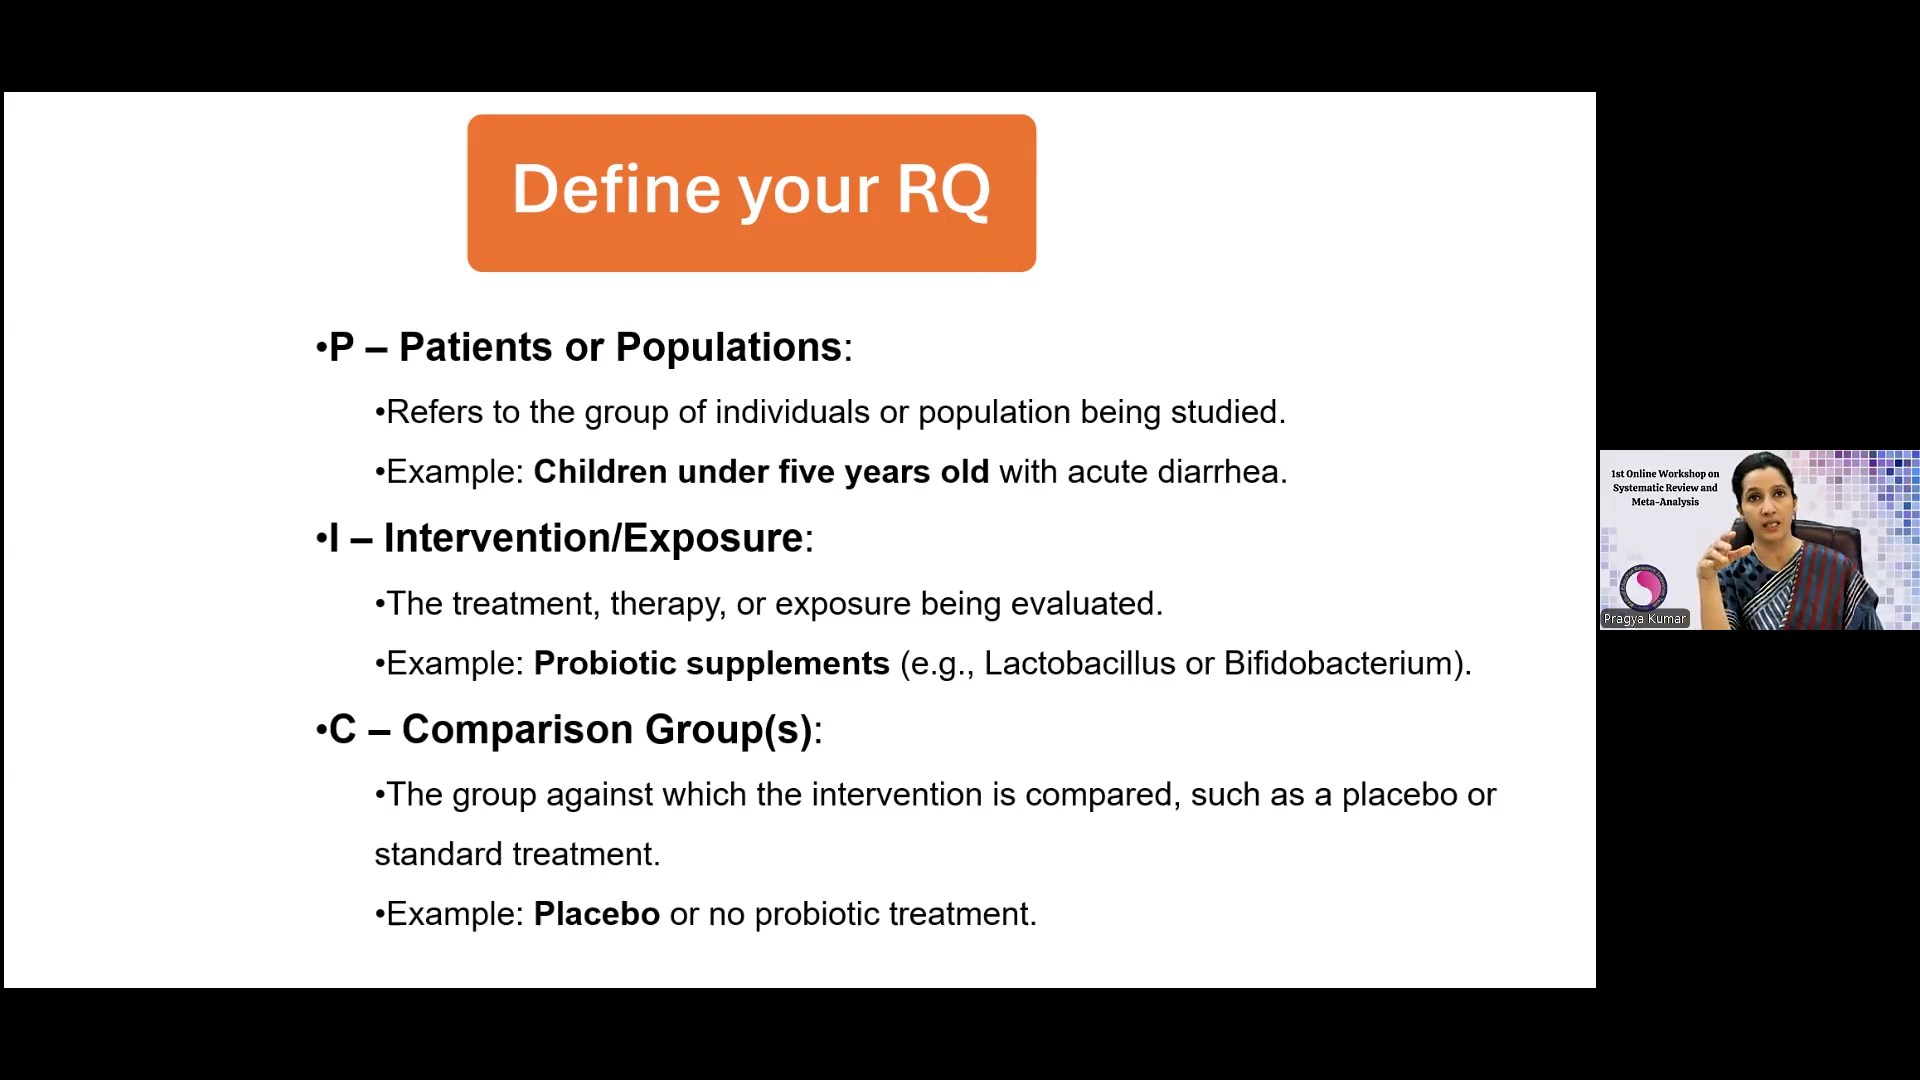 Define your RQ
•P – Patients or Populations:
•Refers to the group of individuals or population being studied.
•Example: Children under five years old with acute diarrhea.
•I – Intervention/Exposure:
•The treatment, therapy, or exposure being evaluated.
•Example: Probiotic supplements (e.g., Lactobacillus or Bifidobacterium).
•C – Comparison Group(s):
•The group against which the intervention is compared, such as a placebo or
standard treatment.
•Example: Placebo or no probiotic treatment.
1st Online Workshop on
Systematic Review and
Meta-Analysis
Pragya Kumar